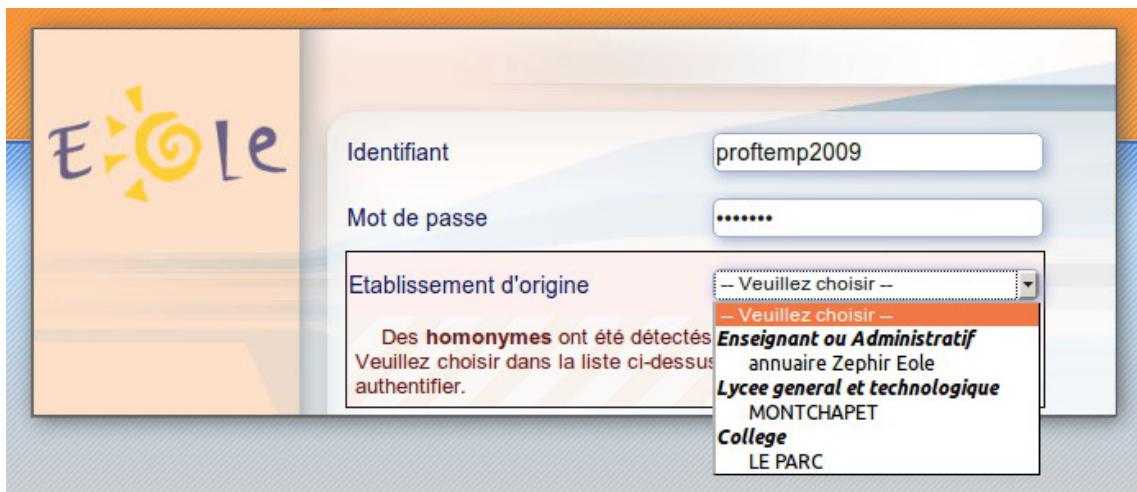 EOLE
Identifiant
proftemp2009
Mot de passe
•••••••
Etablissement d'origine
-- Veuillez choisir --
-- Veuillez choisir --
Enseignant ou Administratif
annuaire Zephir Eole
Lycee general et technologique
MONTCHAPET
College
LE PARC
Des homonymes ont été détectés
Veuillez choisir dans la liste ci-dessus
authentifier.